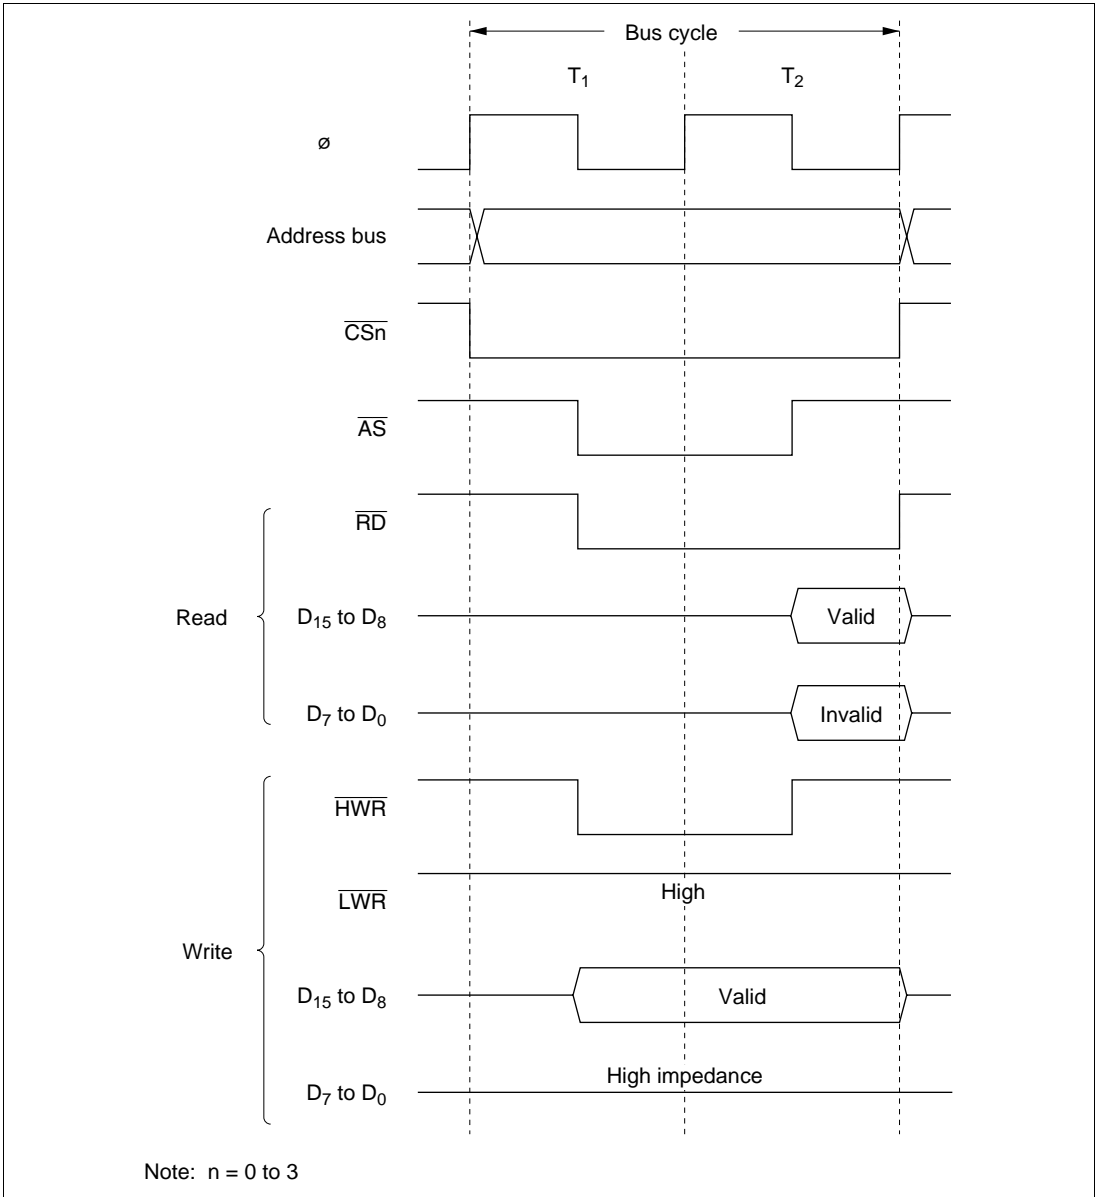 Bus cycle
T1 T2
ø
Address bus
CSn
AS
RD
Read
D15 to D8 Valid
D7 to D0 Invalid
HWR
LWR High
Write
D15 to D8 Valid
D7 to D0 High impedance
Note: n = 0 to 3